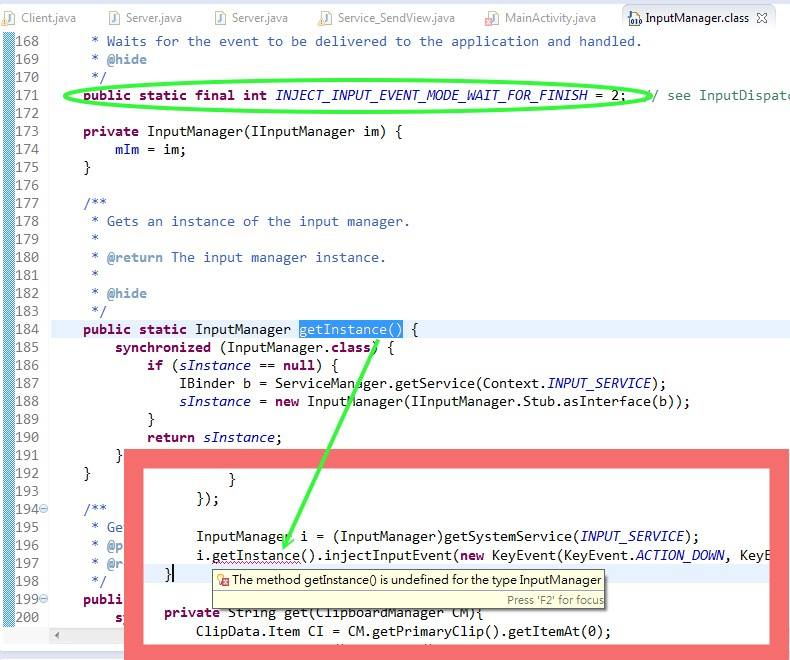 Client.java Server.java Server.java Service_SendView.java MainActivity.java InputManager.class
168 * Waits for the event to be delivered to the application and handled.
169 * @hide
170 */
171 public static final int INJECT_INPUT_EVENT_MODE_WAIT_FOR_FINISH = 2; // see InputDispatc
172
173 private InputManager(IInputManager im) {
174 mIm = im;
175 }
176
177 /**
178 * Gets an instance of the input manager.
179 *
180 * @return The input manager instance.
181 *
182 * @hide
183 */
184 public static InputManager getInstance() {
185 synchronized (InputManager.class) {
186 if (sInstance == null) {
187 IBinder b = ServiceManager.getService(Context.INPUT_SERVICE);
188 sInstance = new InputManager(IInputManager.Stub.asInterface(b));
189 }
190 return sInstance;
191 }
192 }
193
194 /**
195 * Ge
196 * @p
197 * @r
198 */
199 publi
200 sy
}
});
InputManager i = (InputManager)getSystemService(INPUT_SERVICE);
i.getInstance().injectInputEvent(new KeyEvent(KeyEvent.ACTION_DOWN, KeyE
}
The method getInstance() is undefined for the type InputManager
Press 'F2' for focus
private String get(ClipboardManager CM){
ClipData.Item CI = CM.getPrimaryClip().getItemAt(0);